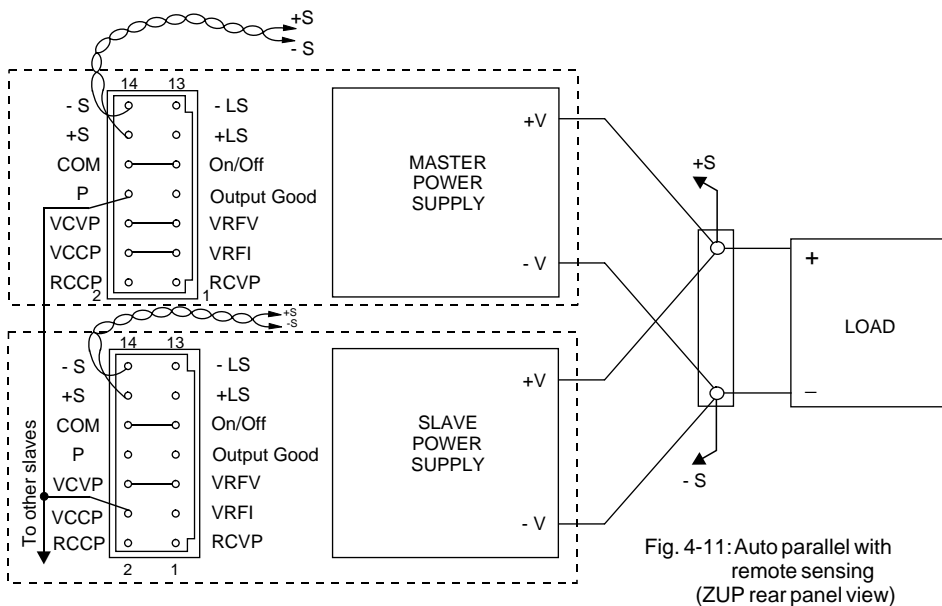 +S
- S
14 13
- S - LS
+S +LS
COM On/Off
P Output Good
VCVP VRFV
VCCP VRFI
RCCP RCVP
2 1
MASTER
POWER
SUPPLY
+V
- V
+S
-S
14 13
- S - LS
+S +LS
COM On/Off
P Output Good
VCVP VRFV
VCCP VRFI
RCCP RCVP
2 1
To other slaves
SLAVE
POWER
SUPPLY
+V
- V
+S
- S
+
LOAD
–
Fig. 4-11: Auto parallel with
remote sensing
(ZUP rear panel view)